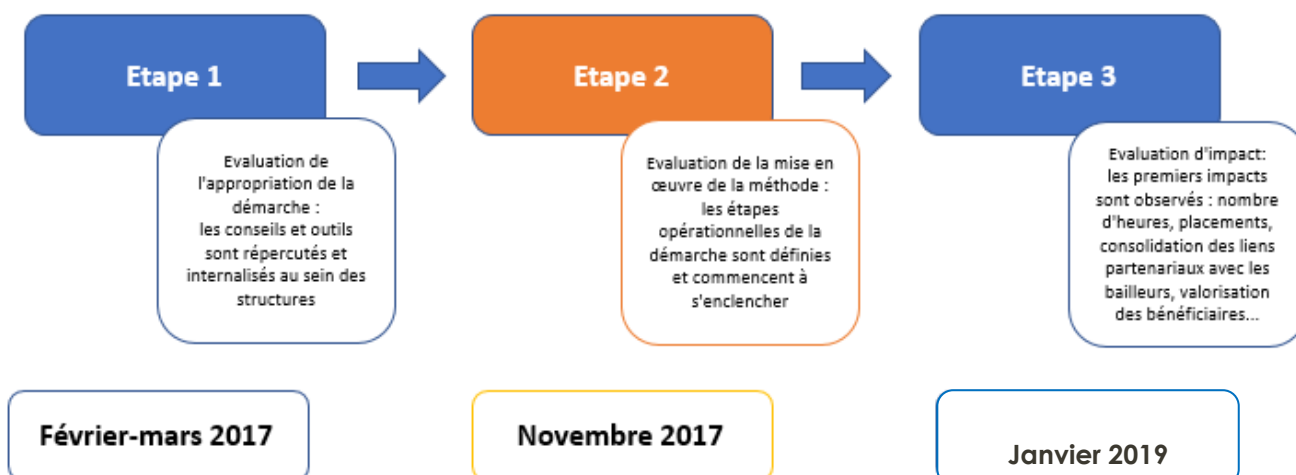 Etape 1
Evaluation de
l'appropriation de la
démarche :
les conseils et outils
sont répercutés et
internalisés au sein des
structures
Etape 2
Evaluation de la mise en
œuvre de la méthode :
les étapes
opérationnelles de la
démarche sont définies
et commencent à
s'enclencher
Etape 3
Evaluation d'impact:
les premiers impacts
sont observés : nombre
d'heures, placements,
consolidation des liens
partenariaux avec les
bailleurs, valorisation
des bénéficiaires...
Février-mars 2017
Novembre 2017
Janvier 2019